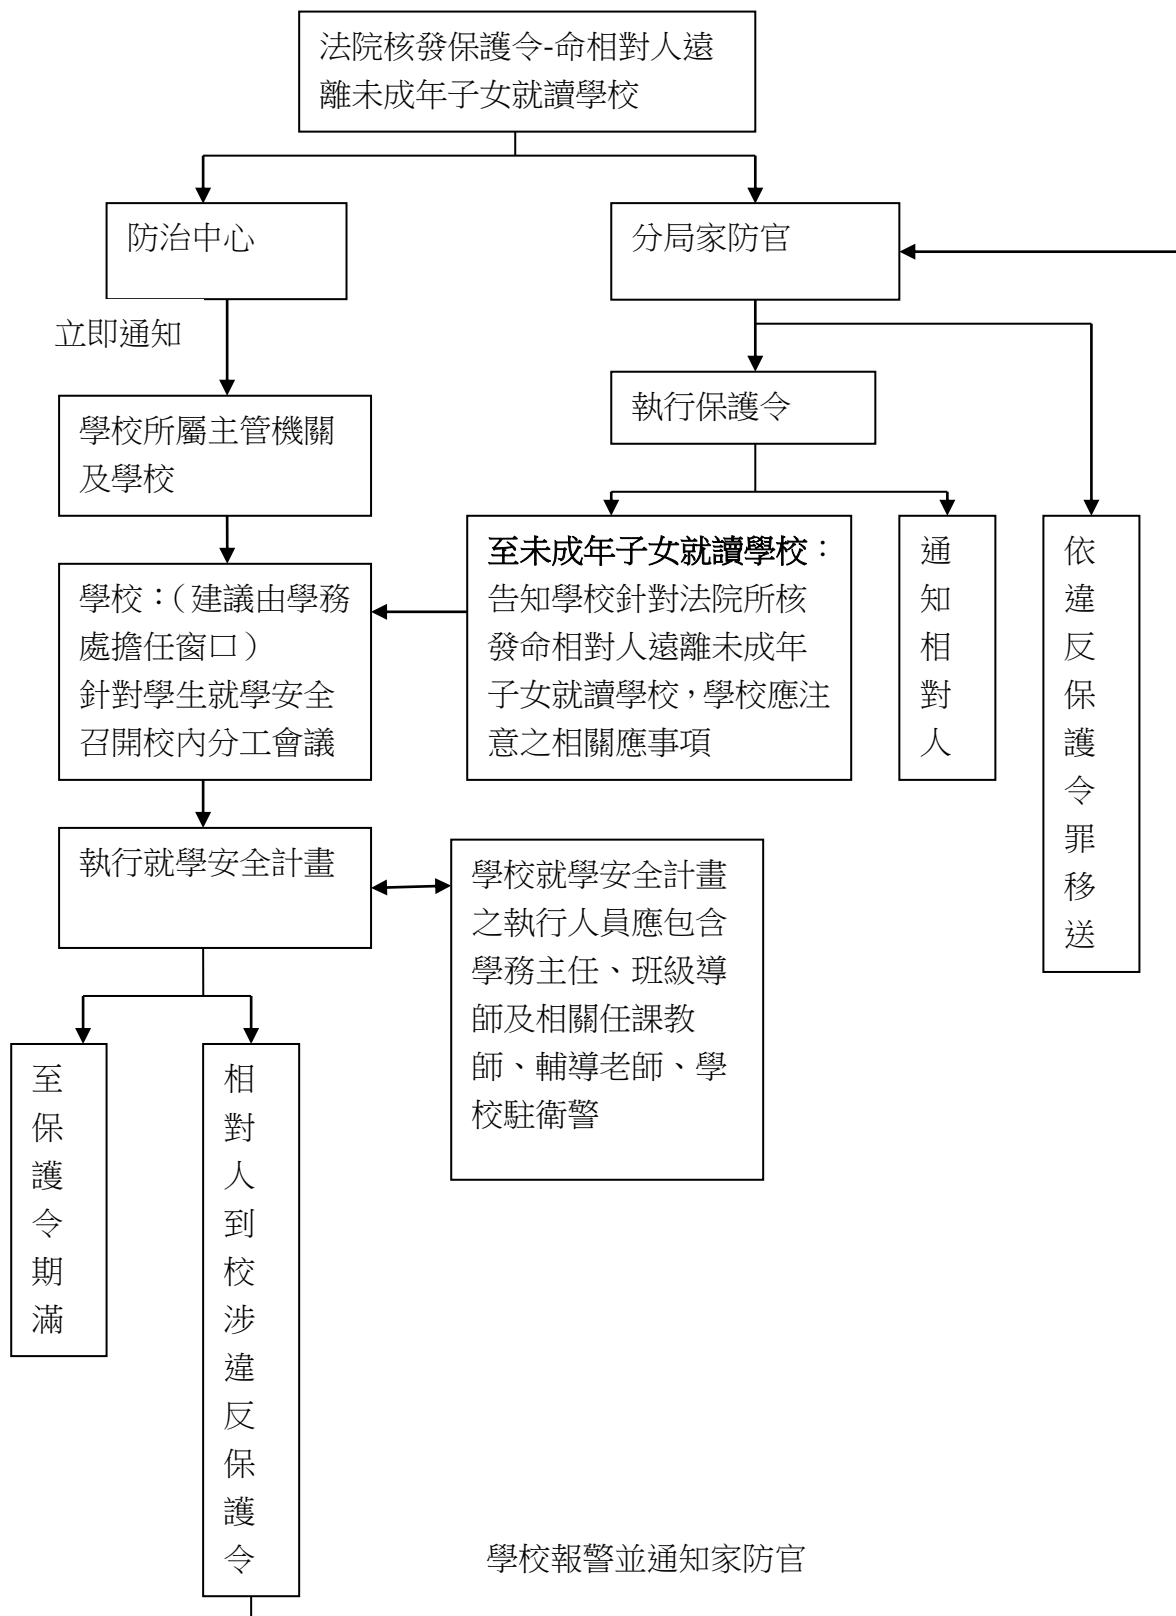 法院核發保護令-命相對人遠
離未成年子女就讀學校
防治中心
分局家防官
立即通知
執行保護令
學校所屬主管機關
及學校
至未成年子女就讀學校：
告知學校針對法院所核
發命相對人遠離未成年
子女就讀學校，學校應注
意之相關應事項
通知相對人
依違反保護令罪移送
學校：（建議由學務
處擔任窗口）
針對學生就學安全
召開校內分工會議
執行就學安全計畫
學校就學安全計畫
之執行人員應包含
學務主任、班級導
師及相關任課教
師、輔導老師、學
校駐衛警
至保護令期滿
相對人到校涉違反保護令
學校報警並通知家防官